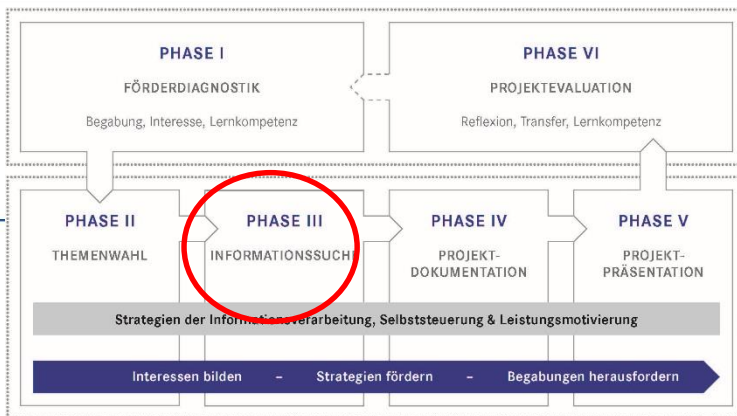 PHASE I
FÖRDERDIAGNOSTIK
Begabung, Interesse, Lernkompetenz
PHASE VI
PROJEKTEVALUATION
Reflexion, Transfer, Lernkompetenz
PHASE II
THEMENWAHL
PHASE III
INFORMATIONSSUCHE
PHASE IV
PROJEKT-
DOKUMENTATION
PHASE V
PROJEKT-
PRÄSENTATION
Strategien der Informationsverarbeitung, Selbststeuerung & Leistungsmotivierung
Interessen bilden – Strategien fördern – Begabungen herausfordern